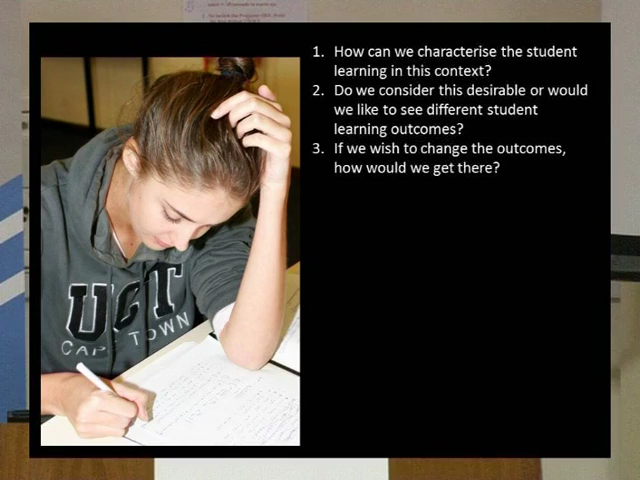 1. How can we characterise the student
learning in this context?
2. Do we consider this desirable or would
we like to see different student
learning outcomes?
3. If we wish to change the outcomes,
how would we get there?
UCT
CAPE TOWN